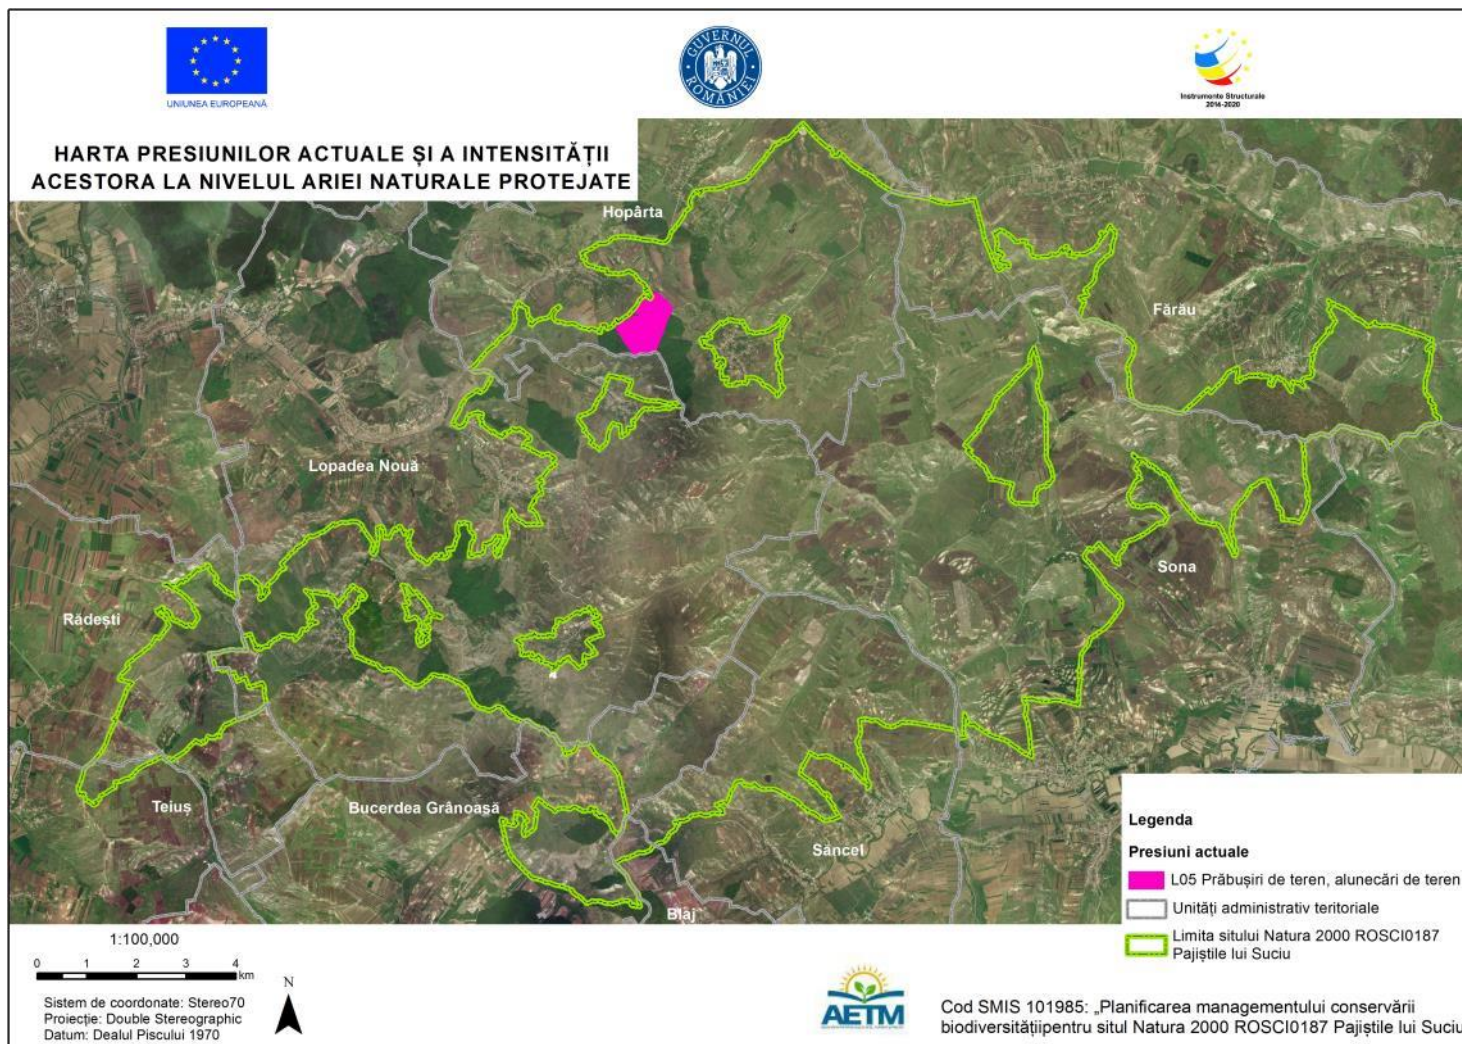 UNIUNEA EUROPEANĂ
GUVERNUL ROMÂNIEI
Instrumente Structurale
2014-2020
HARTA PRESIUNILOR ACTUALE ȘI A INTENSITĂȚII
ACESTORA LA NIVELUL ARIEI NATURALE PROTEJATE
Hopârta
Fărău
Lopadea Nouă
Sona
Rădești
Teiuș
Bucerdea Grânoasă
Sâncel
Blaj
Legenda
Presiuni actuale
L05 Prăbușiri de teren, alunecări de teren
Unități administrativ teritoriale
Limita sitului Natura 2000 ROSCI0187
Pajiștile lui Suciu
1:100,000
0 1 2 3 4
km
N
Sistem de coordonate: Stereo70
Proiecție: Double Stereographic
Datum: Dealul Piscului 1970
AETM
Cod SMIS 101985: „Planificarea managementului conservării
biodiversitățiipentru situl Natura 2000 ROSCI0187 Pajiștile lui Suciu